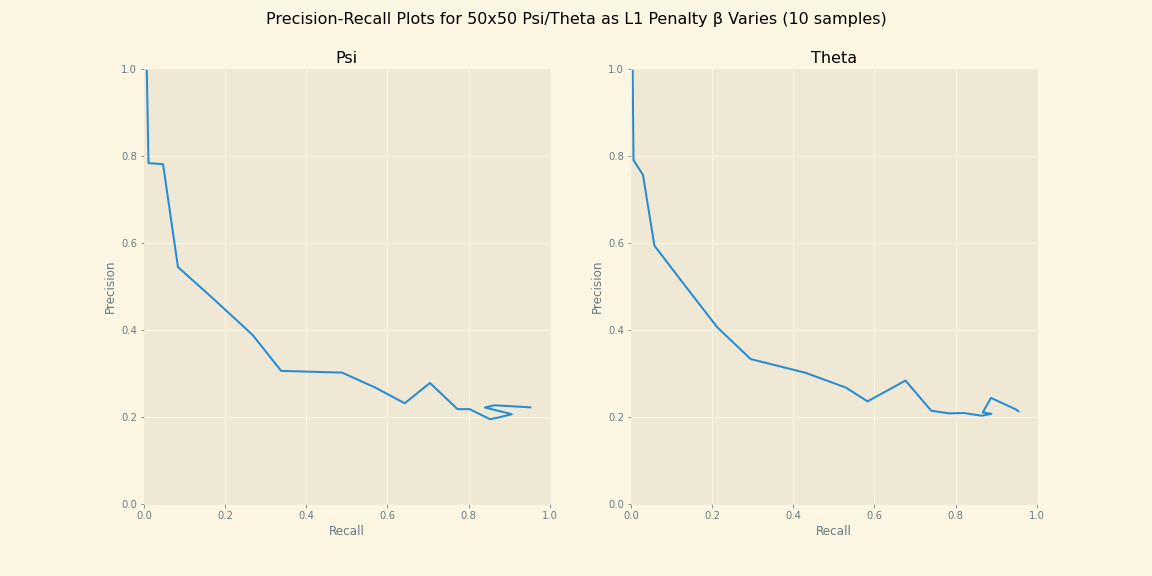 Precision-Recall Plots for 50x50 Psi/Theta as L1 Penalty β Varies (10 samples)
Psi
1.0
0.8
0.6
0.4
0.2
0.0
Precision
0.0 0.2 0.4 0.6 0.8 1.0
Recall
Theta
1.0
0.8
0.6
0.4
0.2
0.0
Precision
0.0 0.2 0.4 0.6 0.8 1.0
Recall